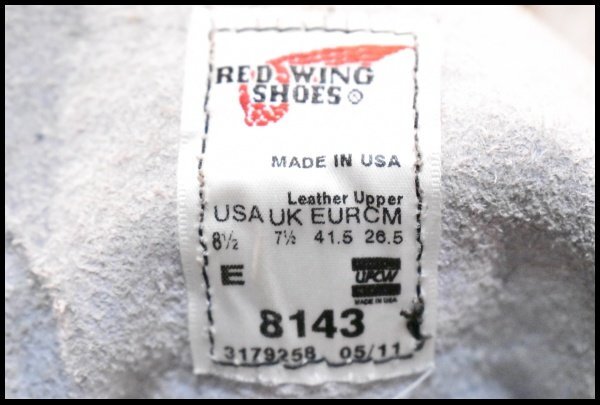 RED WING
SHOES®
MADE IN USA
Leather Upper
USA UK EUR CM
8½ 7½ 41.5 26.5
E
UFCW
MADE IN USA
8143
3179258 05/11